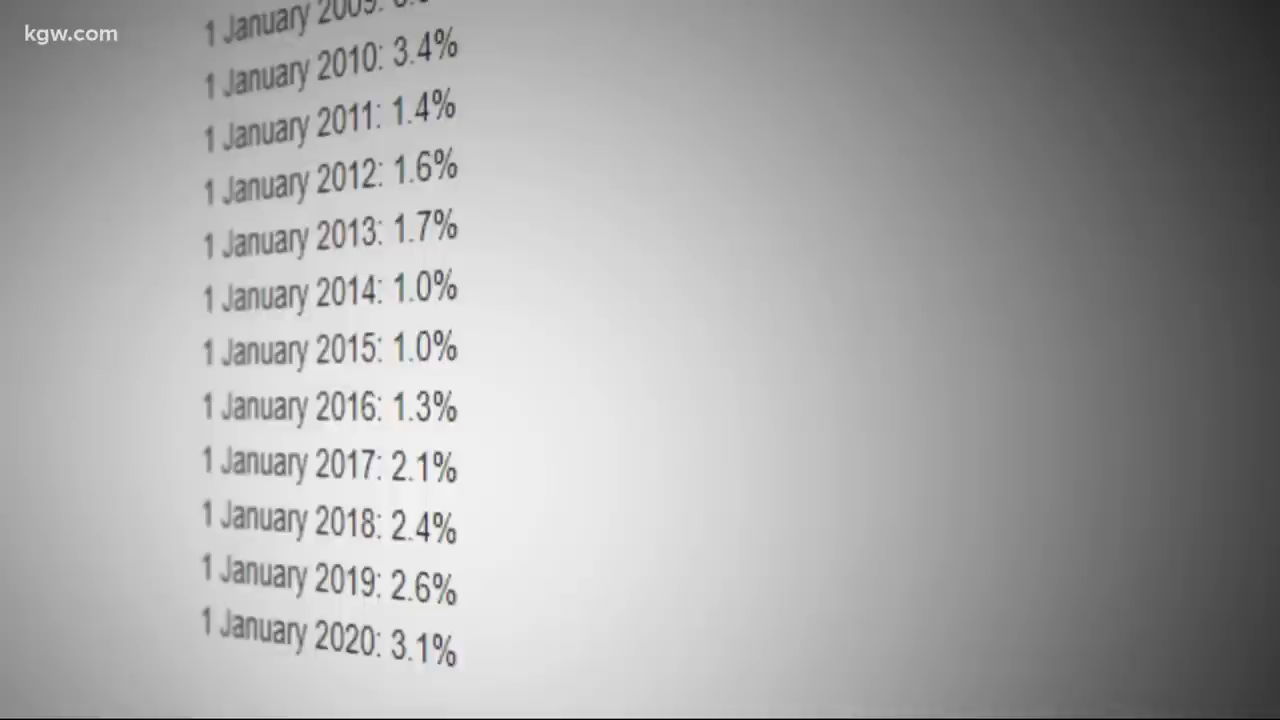 kgw.com
1 January 2009:
1 January 2010: 3.4%
1 January 2011: 1.4%
1 January 2012: 1.6%
1 January 2013: 1.7%
1 January 2014: 1.0%
1 January 2015: 1.0%
1 January 2016: 1.3%
1 January 2017: 2.1%
1 January 2018: 2.4%
1 January 2019: 2.6%
1 January 2020: 3.1%